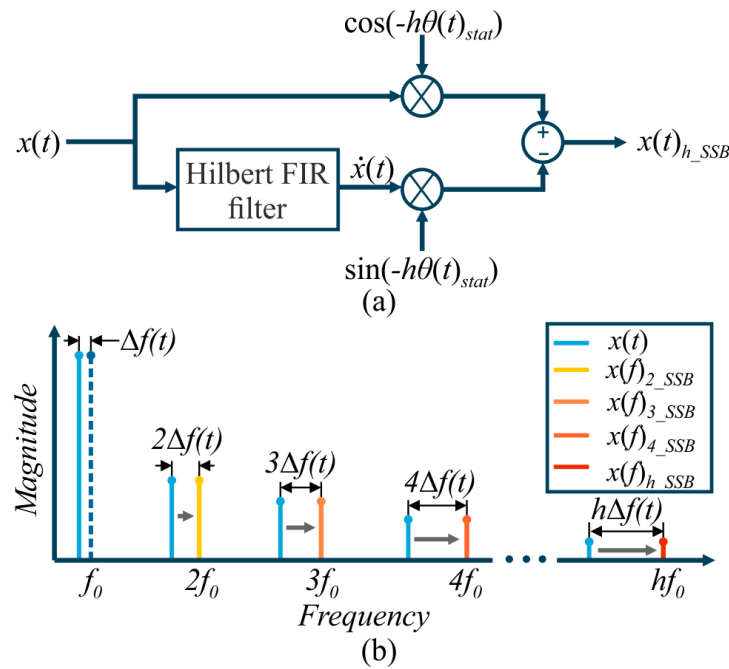 cos(-hθ(t)stat)
x(t)
Hilbert FIR
filter
ẋ(t)
+
−
x(t)h_SSB
sin(-hθ(t)stat)
(a)
Δf(t)
2Δf(t)
3Δf(t)
4Δf(t)
hΔf(t)
x(t)
x(f)2_SSB
x(f)3_SSB
x(f)4_SSB
x(f)h_SSB
Magnitude
f0
2f0
3f0
4f0
hf0
Frequency
(b)